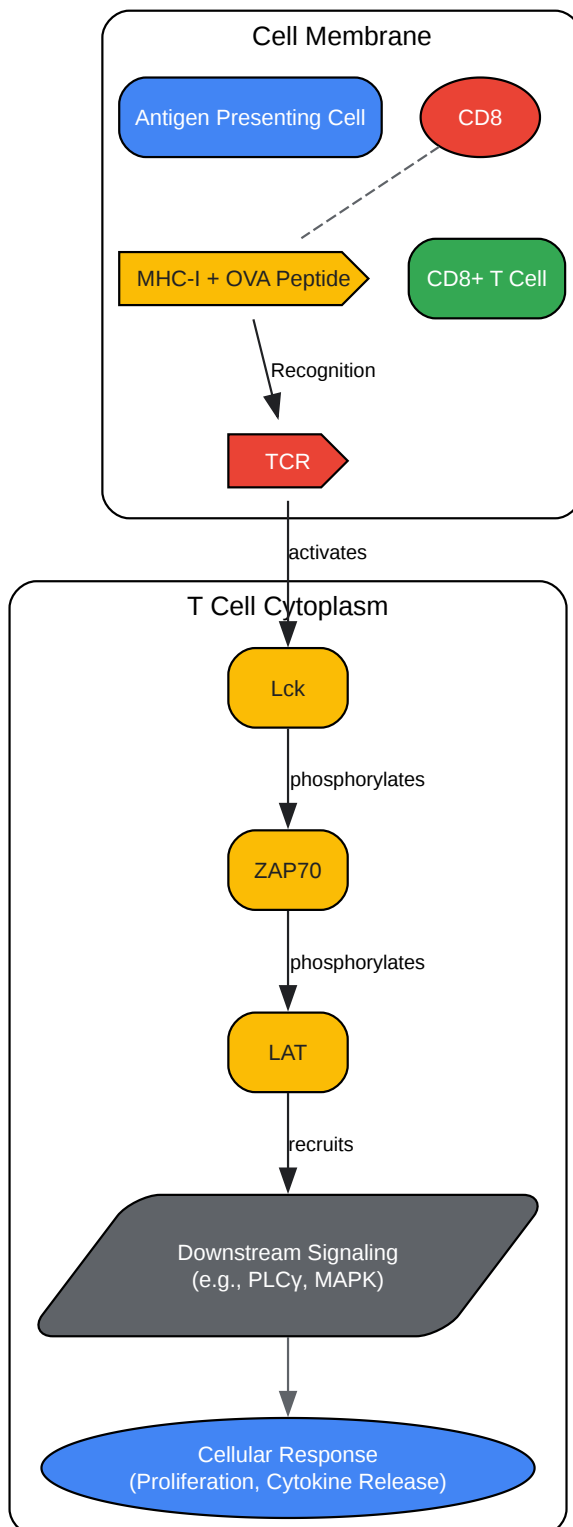 Cell Membrane
Antigen Presenting Cell
CD8
MHC-I + OVA Peptide
CD8+ T Cell
Recognition
TCR
activates
T Cell Cytoplasm
Lck
phosphorylates
ZAP70
phosphorylates
LAT
recruits
Downstream Signaling
(e.g., PLCγ, MAPK)
Cellular Response
(Proliferation, Cytokine Release)